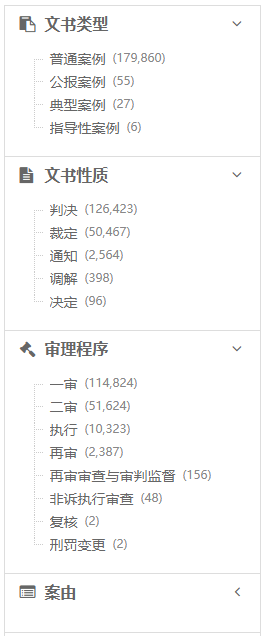 文书类型
普通案例 (179,860)
公报案例 (55)
典型案例 (27)
指导性案例 (6)
文书性质
判决 (126,423)
裁定 (50,467)
通知 (2,564)
调解 (398)
决定 (96)
审理程序
一审 (114,824)
二审 (51,624)
执行 (10,323)
再审 (2,387)
再审审查与审判监督 (156)
非诉执行审查 (48)
复核 (2)
刑罚变更 (2)
案由